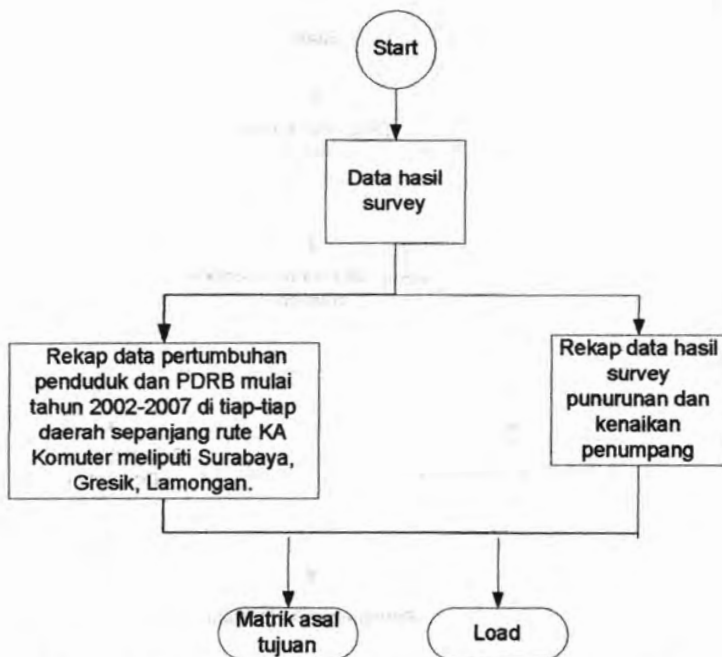 Start
Data hasil
survey
Rekap data pertumbuhan
penduduk dan PDRB mulai
tahun 2002-2007 di tiap-tiap
daerah sepanjang rute KA
Komuter meliputi Surabaya,
Gresik, Lamongan.
Rekap data hasil
survey
punurunan dan
kenaikan
penumpang
Matrik asal
tujuan
Load